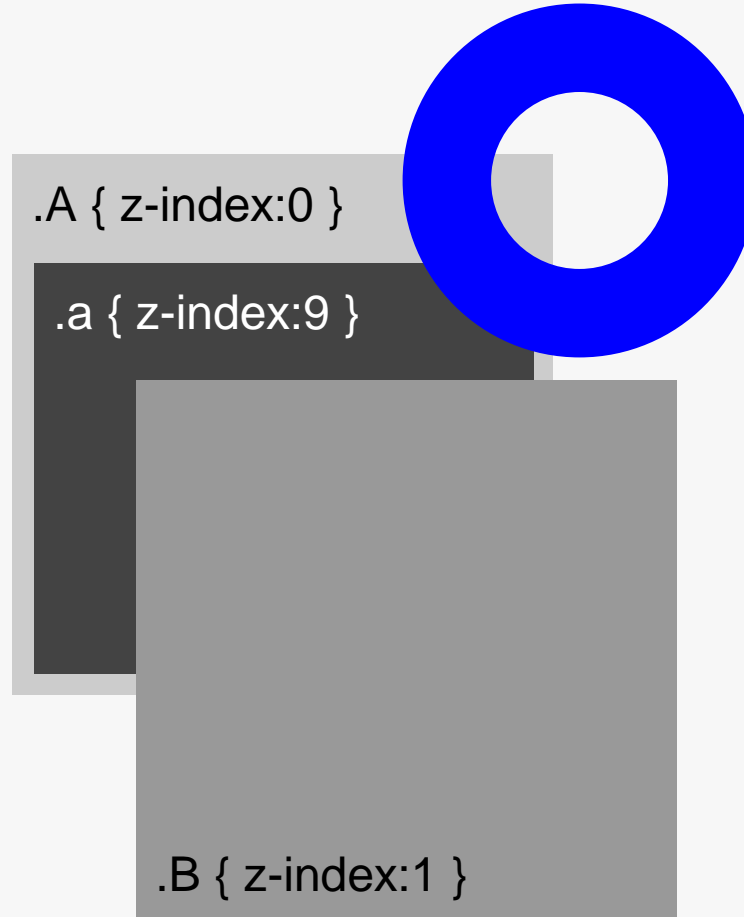 .A { z-index:0 }
.a { z-index:9 }
.B { z-index:1 }